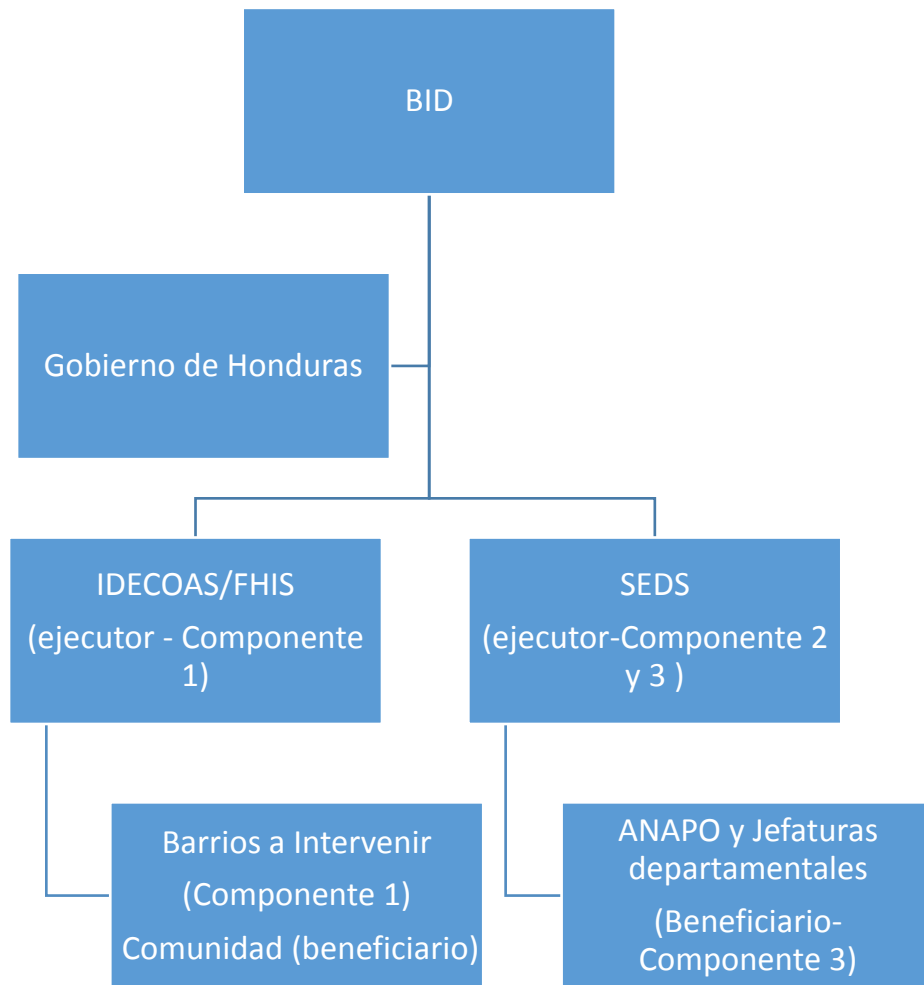 BID
Gobierno de Honduras
IDECOAS/FHIS
(ejecutor - Componente
1)
SEDS
(ejecutor-Componente 2
y 3 )
Barrios a Intervenir
(Componente 1)
Comunidad (beneficiario)
ANAPO y Jefaturas
departamentales
(Beneficiario-
Componente 3)